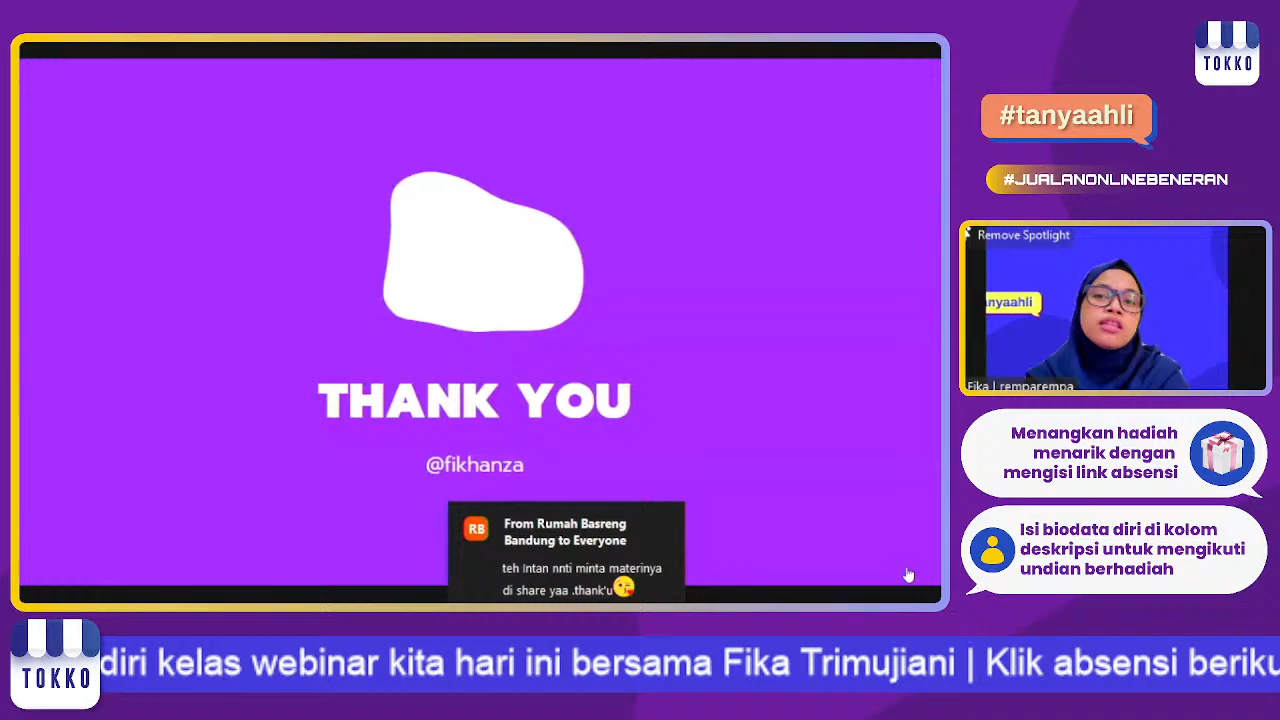 TOKKO
#tanyaahli
#JUALANONLINEBENERAN
Remove Spotlight
anyaahli
Fika | remparempa
THANK YOU
@fikhanza
RB
From Rumah Basreng
Bandung to Everyone
teh Intan nnti minta materinya
di share yaa .thank'u😘
Menangkan hadiah
menarik dengan
mengisi link absensi
Isi biodata diri di kolom
deskripsi untuk mengikuti
undian berhadiah
TOKKO
diri kelas webinar kita hari ini bersama Fika Trimujiani | Klik absensi beriku